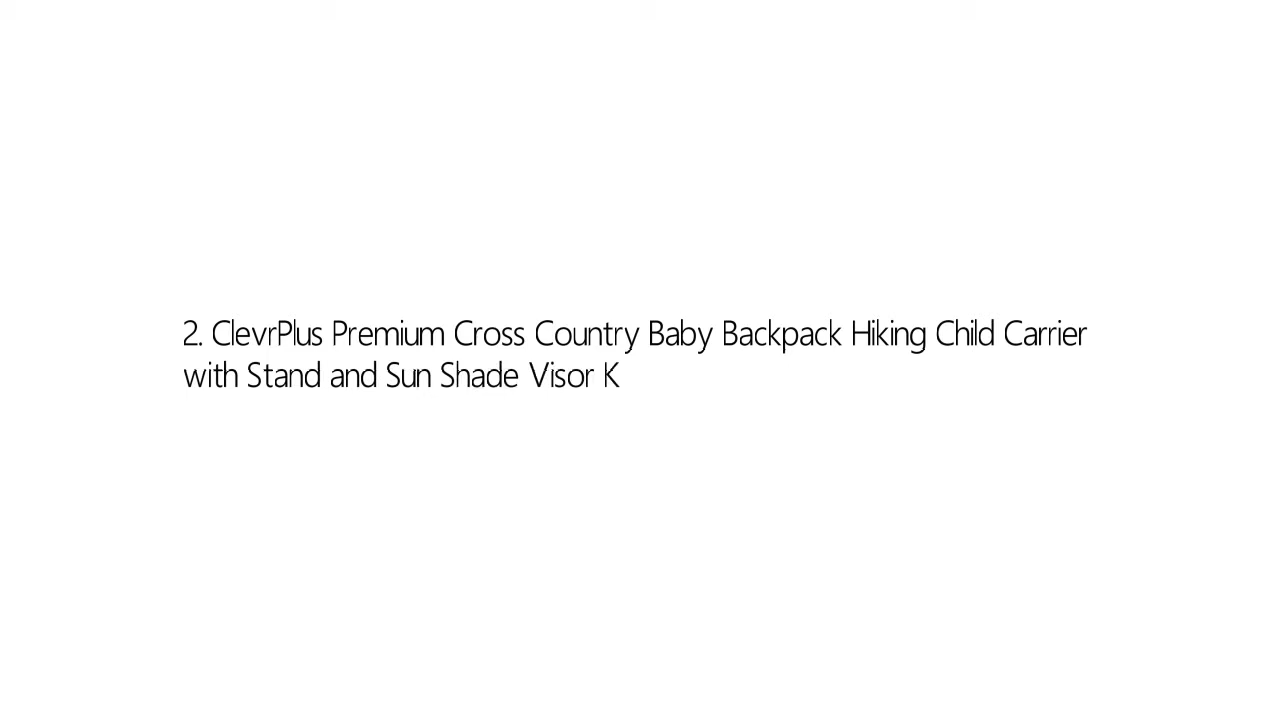 2. ClevrPlus Premium Cross Country Baby Backpack Hiking Child Carrier
with Stand and Sun Shade Visor K